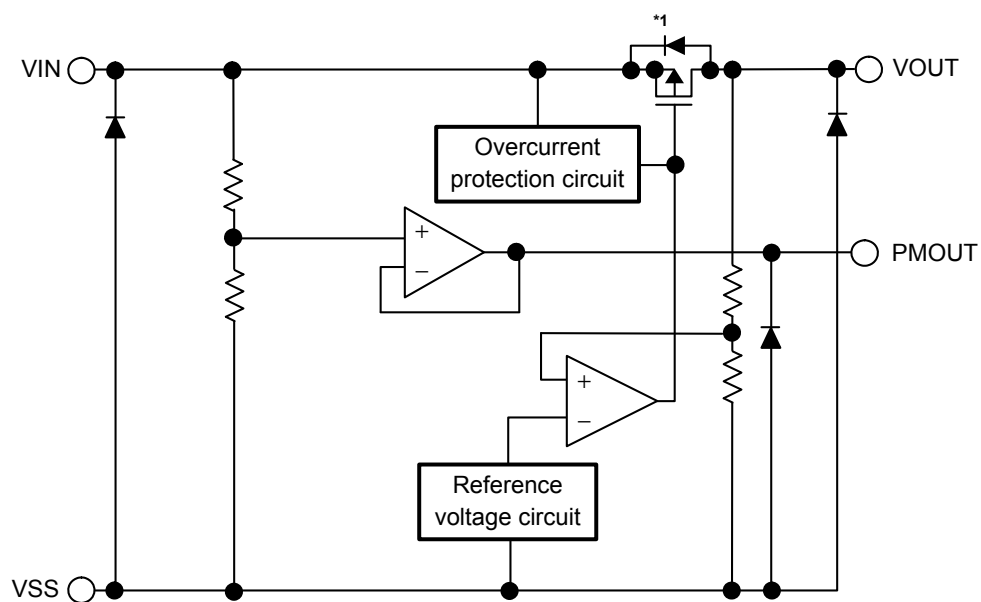 *1
VIN
VOUT
Overcurrent
protection circuit
+
−
PMOUT
+
−
Reference
voltage circuit
VSS